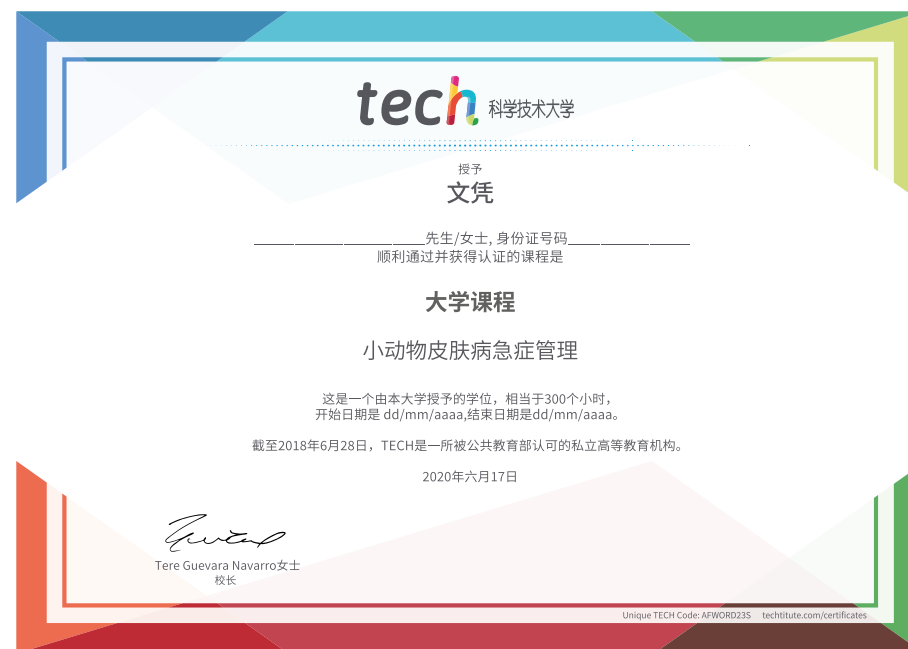 tech 科学技术大学
授予
文凭
____________________先生/女士, 身份证号码______________
顺利通过并获得认证的课程是
大学课程
小动物皮肤病急症管理
这是一个由本大学授予的学位，相当于300个小时，
开始日期是 dd/mm/aaaa,结束日期是dd/mm/aaaa。
截至2018年6月28日，TECH是一所被公共教育部认可的私立高等教育机构。
2020年六月17日
Tere Guevara Navarro女士
校长
Unique TECH Code: AFWORD23S techtitute.com/certificates